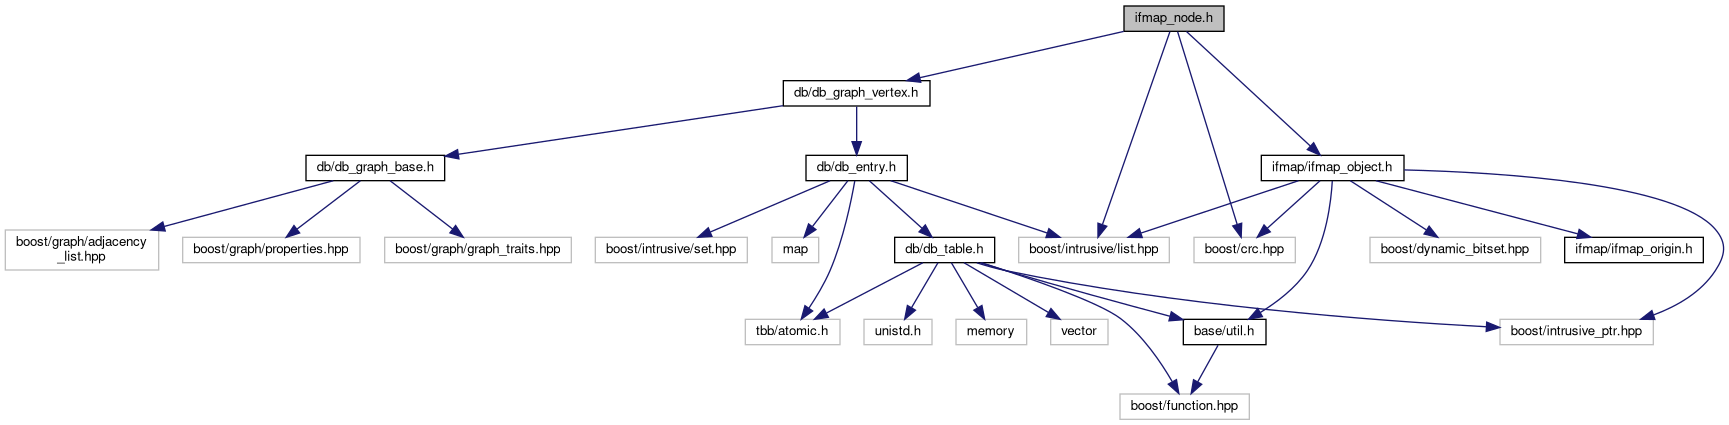 ifmap_node.h
db/db_graph_vertex.h
db/db_graph_base.h
db/db_entry.h
ifmap/ifmap_object.h
boost/graph/adjacency
_list.hpp
boost/graph/properties.hpp
boost/graph/graph_traits.hpp
boost/intrusive/set.hpp
map
db/db_table.h
boost/intrusive/list.hpp
boost/crc.hpp
boost/dynamic_bitset.hpp
ifmap/ifmap_origin.h
tbb/atomic.h
unistd.h
memory
vector
base/util.h
boost/intrusive_ptr.hpp
boost/function.hpp